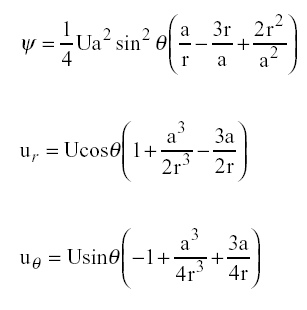 ψ = 1/4 Ua² sin² θ (a/r − 3r/a + 2r²/a²)
u_r = Ucosθ (1 + a³/2r³ − 3a/2r)
u_θ = Usinθ (−1 + a³/4r³ + 3a/4r)